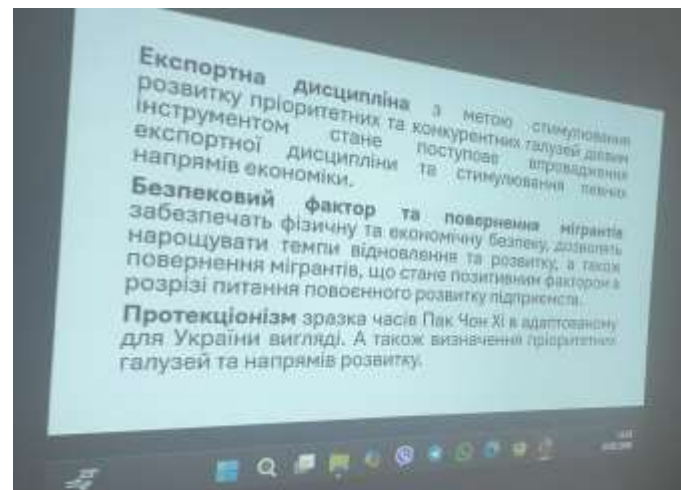 Експортна дисципліна з метою стимулювання
розвитку пріоритетних та конкурентних галузей дієвим
інструментом стане поступове впровадження
експортної дисципліни та стимулювання певних
напрямів економіки.
Безпековий фактор та повернення мігрантів
забезпечать фізичну та економічну безпеку, дозволять
нарощувати темпи відновлення та розвитку, а також
повернення мігрантів, що стане позитивним фактором в
розрізі питання повоєнного розвитку підприємств.
Протекціонізм зразка часів Пак Чон Хі в адаптованому
для України вигляді. А також визначення пріоритетних
галузей та напрямів розвитку.